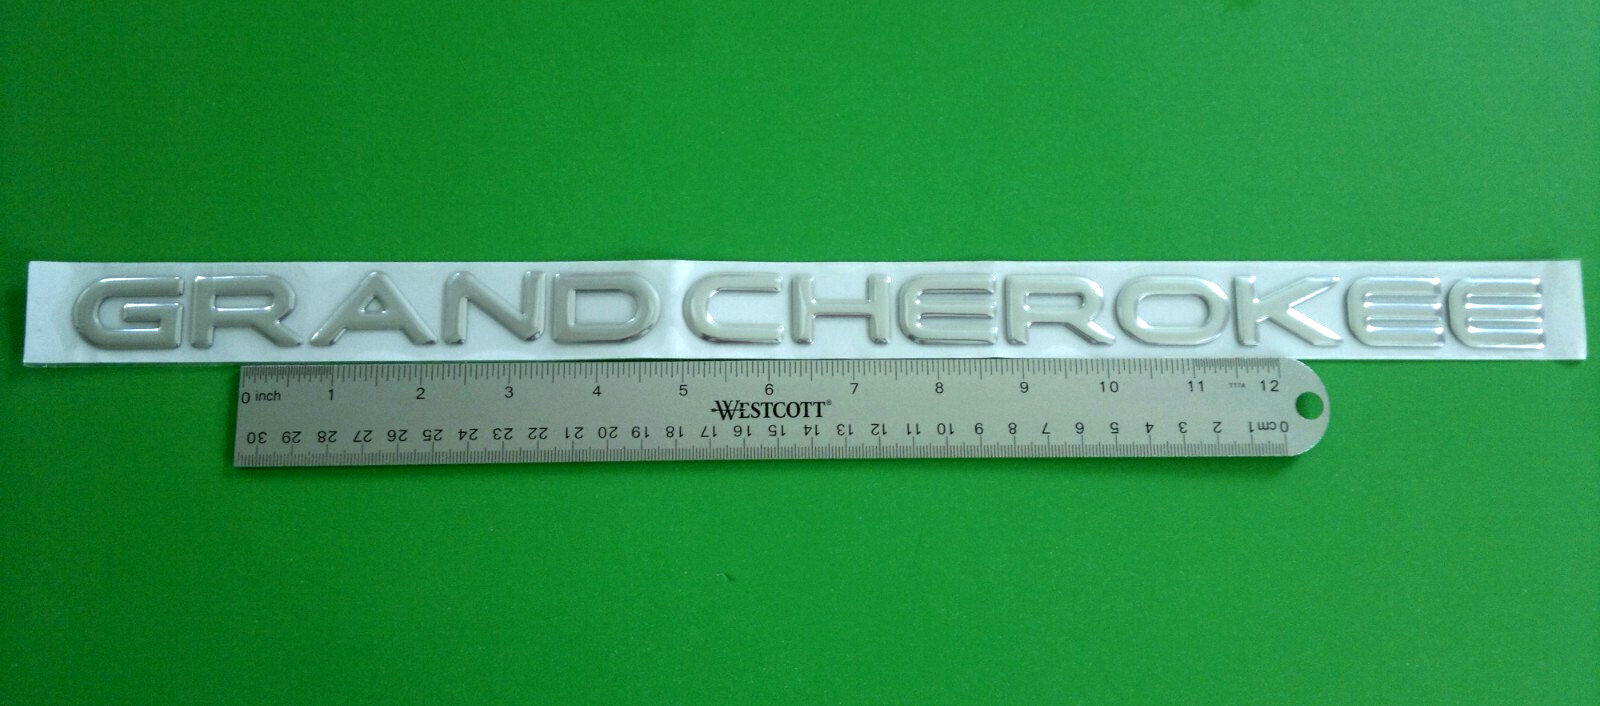 GRAND CHEROKEE
0 inch 1 2 3 4 5 6 7 8 9 10 11 12
WESTCOTT®
30 29 28 27 26 25 24 23 22 21 20 19 18 17 16 15 14 13 12 11 10 9 8 7 6 5 4 3 2 1 0 cm